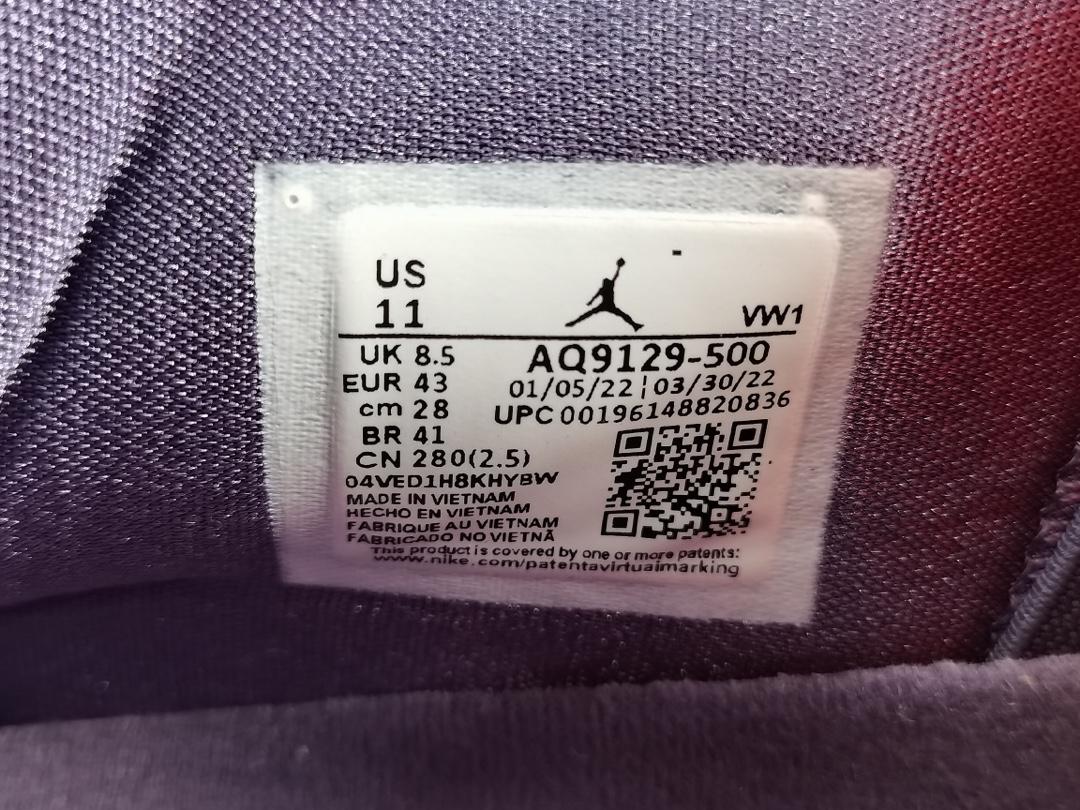 US
11
VW1
UK 8.5
EUR 43
cm 28
BR 41
CN 280(2.5)
04VED1H8KHYBW
MADE IN VIETNAM
HECHO EN VIETNAM
FABRIQUE AU VIETNAM
FABRICADO NO VIETNÃ
AQ9129-500
01/05/22|03/30/22
UPC 00196148820836
This product is covered by one or more patents:
www.nike.com/patentavirtuaimarking